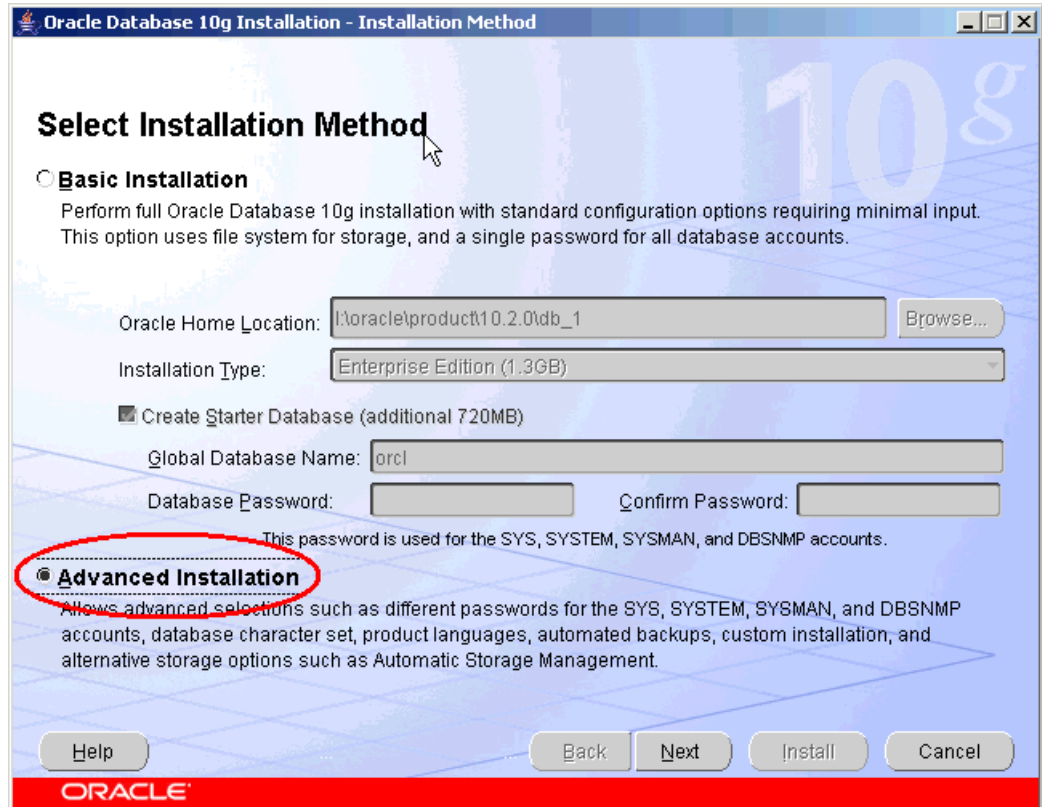 Oracle Database 10g Installation - Installation Method
10g
Select Installation Method
Basic Installation
Perform full Oracle Database 10g installation with standard configuration options requiring minimal input.
This option uses file system for storage, and a single password for all database accounts.
Oracle Home Location: I:\oracle\product\10.2.0\db_1 Browse...
Installation Type: Enterprise Edition (1.3GB)
Create Starter Database (additional 720MB)
Global Database Name: orcl
Database Password: Confirm Password:
This password is used for the SYS, SYSTEM, SYSMAN, and DBSNMP accounts.
Advanced Installation
Allows advanced selections such as different passwords for the SYS, SYSTEM, SYSMAN, and DBSNMP
accounts, database character set, product languages, automated backups, custom installation, and
alternative storage options such as Automatic Storage Management.
Help Back Next Install Cancel
ORACLE